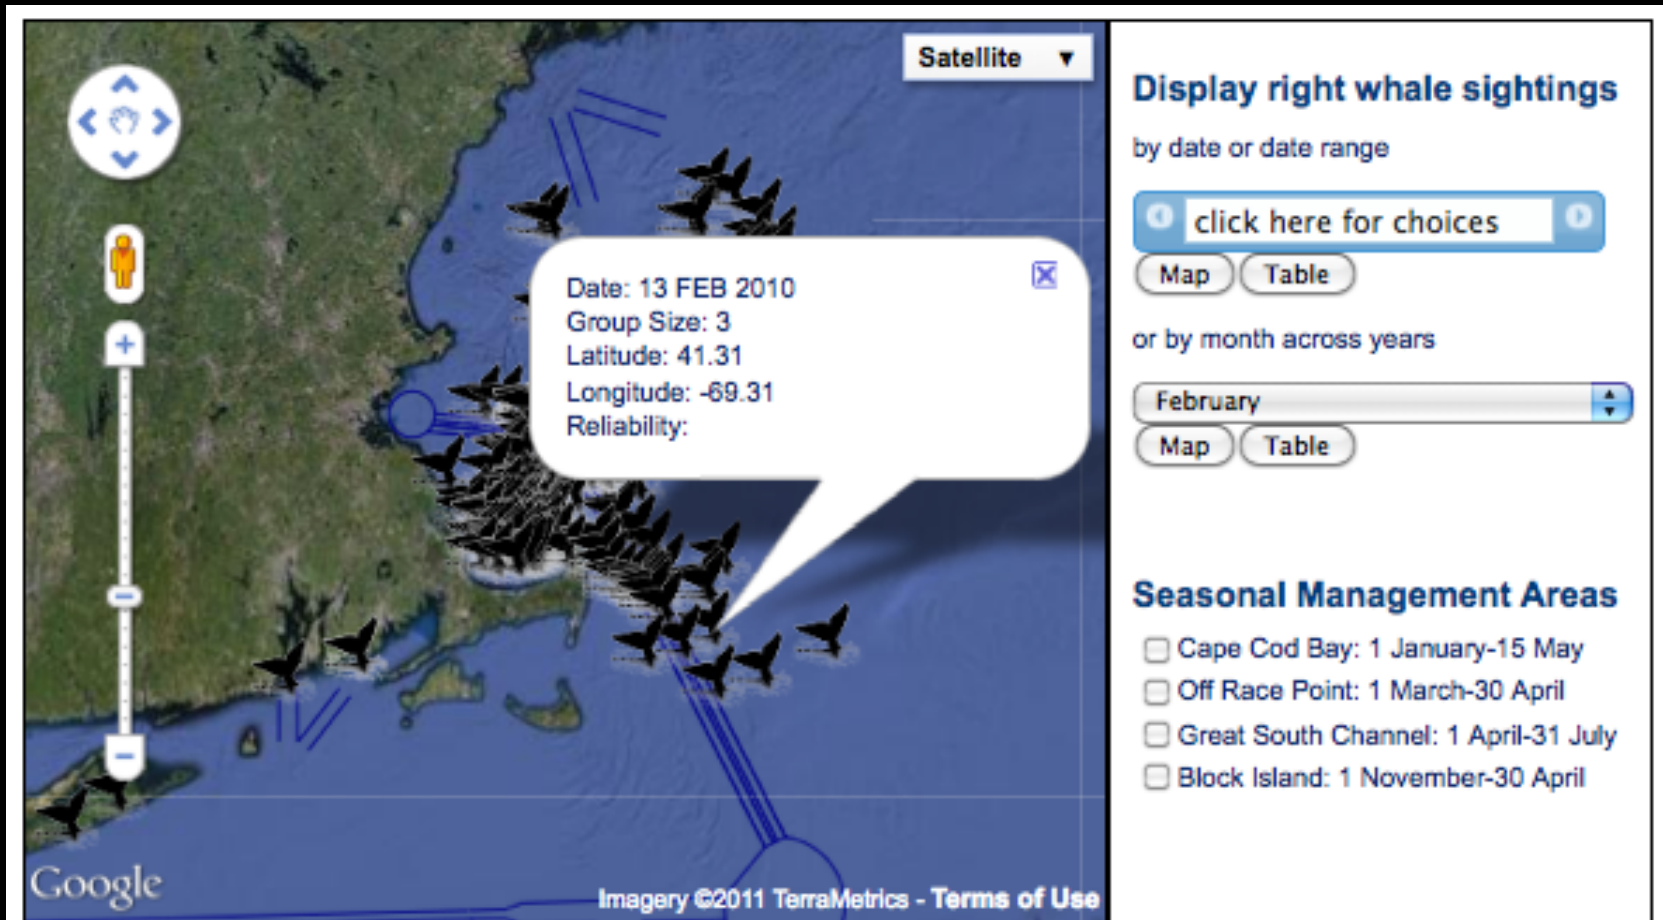 Satellite ▼
Date: 13 FEB 2010
Group Size: 3
Latitude: 41.31
Longitude: -69.31
Reliability:
Google
Imagery ©2011 TerraMetrics - Terms of Use
Display right whale sightings
by date or date range
click here for choices
Map Table
or by month across years
February
Map Table
Seasonal Management Areas
Cape Cod Bay: 1 January-15 May
Off Race Point: 1 March-30 April
Great South Channel: 1 April-31 July
Block Island: 1 November-30 April